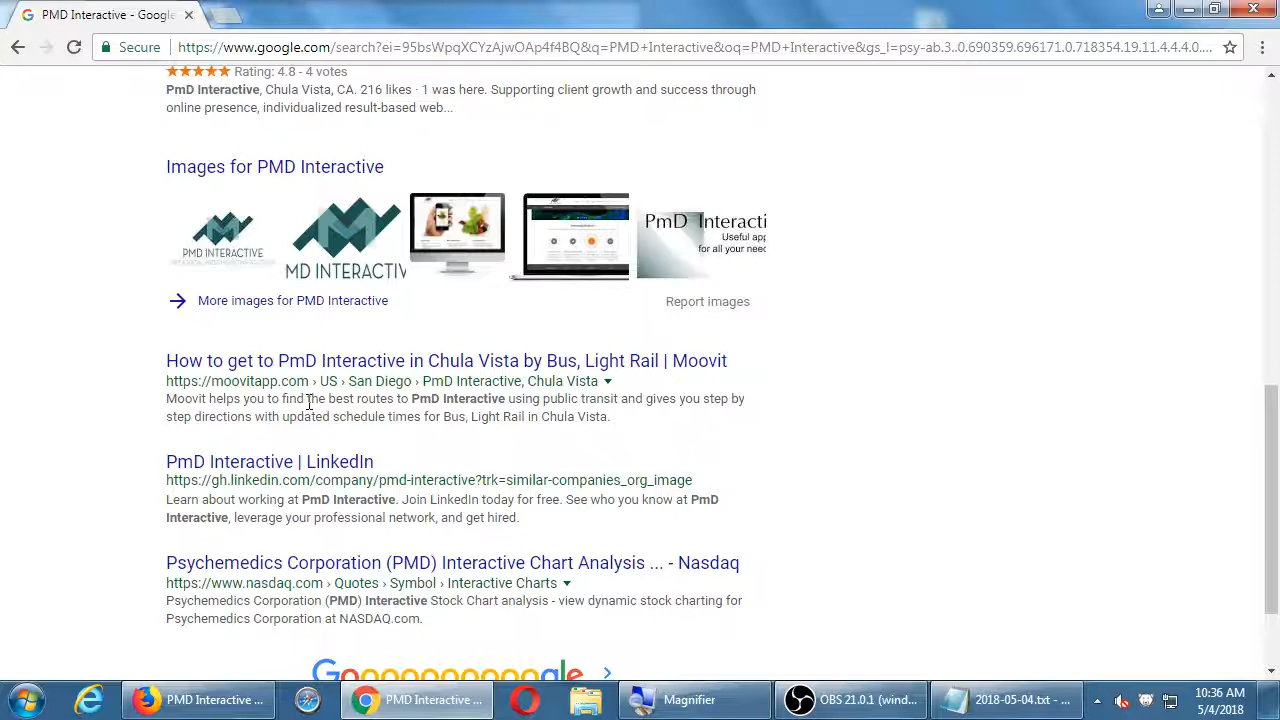 PMD Interactive - Google
Secure https://www.google.com/search?ei=95bsWpqXCYzAjwOAp4f4BQ&q=PMD+Interactive&oq=PMD+Interactive&gs_l=psy-ab.3..0.690359.696171.0.718354.19.11.4.4.4.0....
Rating: 4.8 - 4 votes
PmD Interactive, Chula Vista, CA. 216 likes · 1 was here. Supporting client growth and success through
online presence, individualized result-based web...
Images for PMD Interactive
PMD INTERACTIVE
MD INTERACTIV
PmD Interacti
Useful app
for all your need
More images for PMD Interactive
Report images
How to get to PmD Interactive in Chula Vista by Bus, Light Rail | Moovit
https://moovitapp.com › US › San Diego › PmD Interactive, Chula Vista
Moovit helps you to find the best routes to PmD Interactive using public transit and gives you step by
step directions with updated schedule times for Bus, Light Rail in Chula Vista.
PmD Interactive | LinkedIn
https://gh.linkedin.com/company/pmd-interactive?trk=similar-companies_org_image
Learn about working at PmD Interactive. Join LinkedIn today for free. See who you know at PmD
Interactive, leverage your professional network, and get hired.
Psychemedics Corporation (PMD) Interactive Chart Analysis ... - Nasdaq
https://www.nasdaq.com › Quotes › Symbol › Interactive Charts
Psychemedics Corporation (PMD) Interactive Stock Chart analysis - view dynamic stock charting for
Psychemedics Corporation at NASDAQ.com.
Goooooooooogle
PMD Interactive ...
PMD Interactive ...
Magnifier
OBS 21.0.1 (wind...
2018-05-04.txt - ...
10:36 AM
5/4/2018